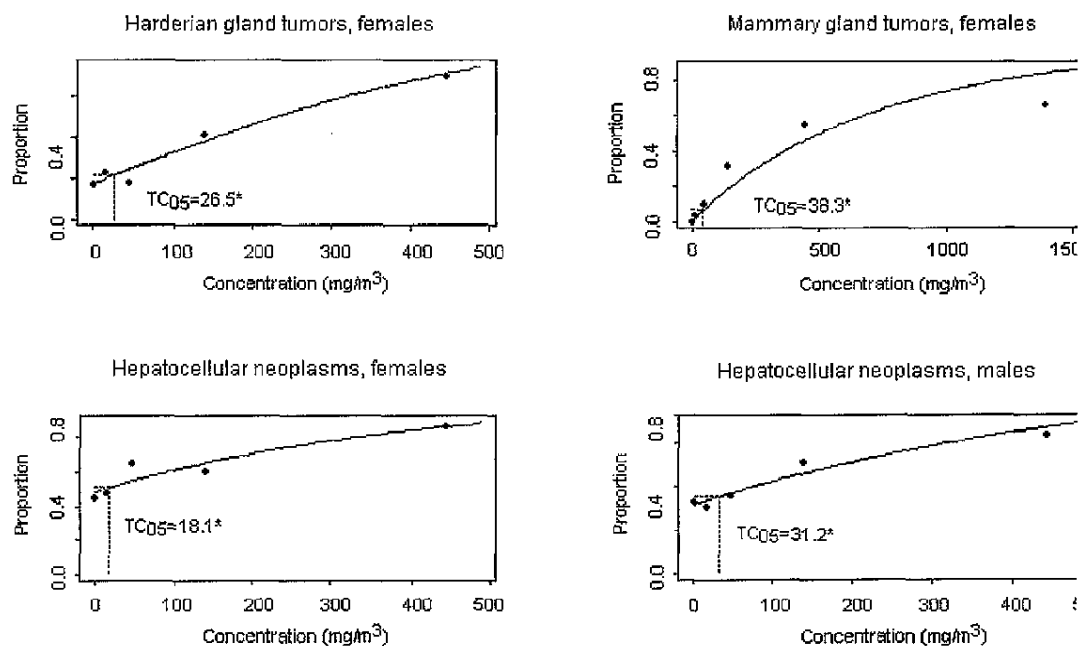 Harderian gland tumors, females
Proportion
0.4
0.0
TC05=26.5*
0 100 200 300 400 500
Concentration (mg/m3)
Mammary gland tumors, females
Proportion
0.8
0.4
0.0
TC05=38.3*
0 500 1000 150
Concentration (mg/m3)
Hepatocellular neoplasms, females
Proportion
0.8
0.4
0.0
TC05=18.1*
0 100 200 300 400 500
Concentration (mg/m3)
Hepatocellular neoplasms, males
Proportion
0.8
0.4
0.0
TC05=31.2*
0 100 200 300 400
Concentration (mg/m3)